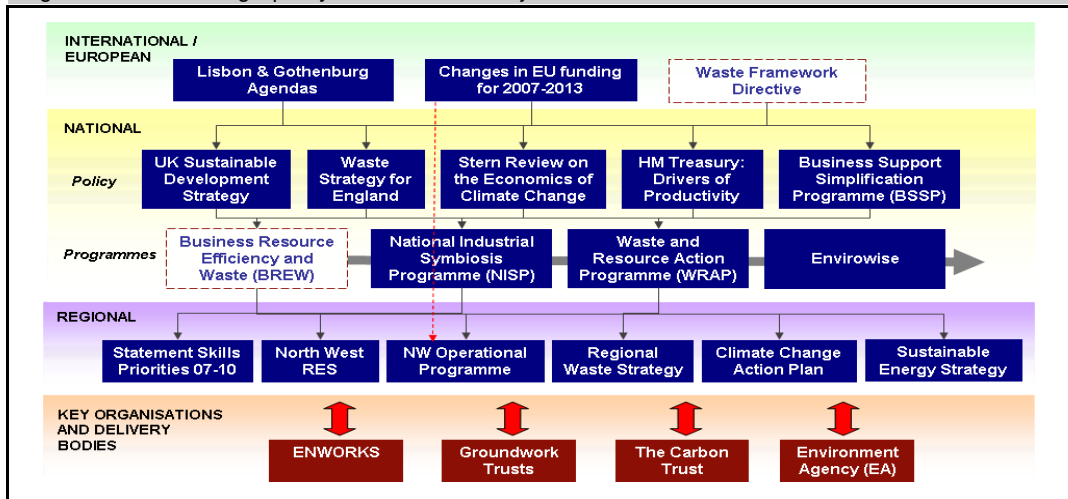 INTERNATIONAL /
EUROPEAN
Lisbon & Gothenburg
Agendas
Changes in EU funding
for 2007-2013
Waste Framework
Directive
NATIONAL
Policy
UK Sustainable
Development
Strategy
Waste
Strategy for
England
Stern Review on
the Economics of
Climate Change
HM Treasury:
Drivers of
Productivity
Business Support
Simplification
Programme (BSSP)
Programmes
Business Resource
Efficiency and
Waste (BREW)
National Industrial
Symbiosis
Programme (NISP)
Waste and
Resource Action
Programme (WRAP)
Envirowise
REGIONAL
Statement Skills
Priorities 07-10
North West
RES
NW Operational
Programme
Regional
Waste Strategy
Climate Change
Action Plan
Sustainable
Energy Strategy
KEY ORGANISATIONS
AND DELIVERY
BODIES
ENWORKS
Groundwork
Trusts
The Carbon
Trust
Environment
Agency (EA)